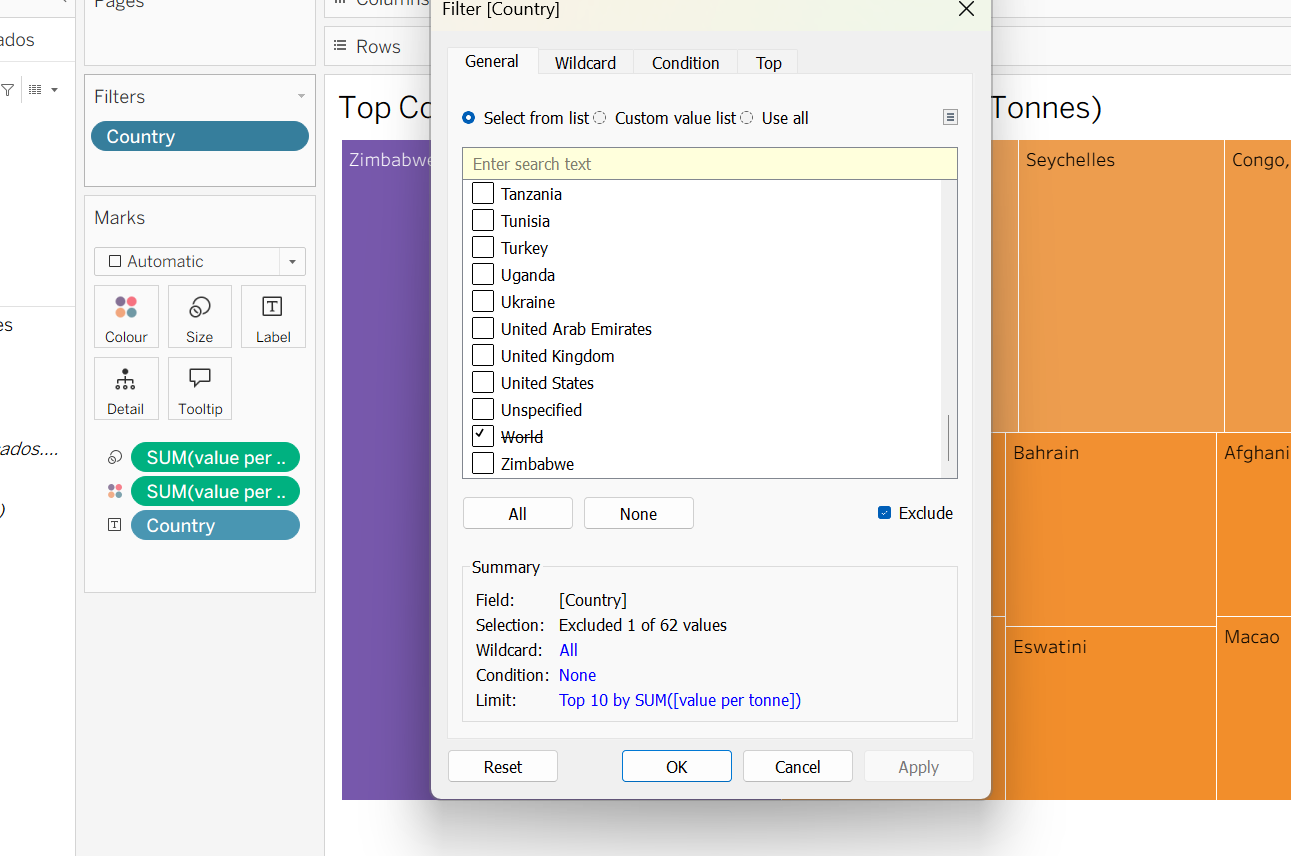 Pages
Columns
Filter [Country]
ados
Rows
General
Wildcard
Condition
Top
Filters
Top Co
Tonnes)
Country
Select from list
Custom value list
Use all
Zimbabwe
Seychelles
Congo,
Enter search text
Tanzania
Marks
Tunisia
Turkey
Automatic
Uganda
Ukraine
es
Colour
Size
Label
United Arab Emirates
United Kingdom
United States
Detail
Tooltip
Unspecified
World
Zimbabwe
ados....
Bahrain
Afghani
SUM(value per ..
SUM(value per ..
Country
)
All
None
Exclude
Summary
Field: [Country]
Selection: Excluded 1 of 62 values
Wildcard: All
Condition: None
Limit: Top 10 by SUM([value per tonne])
Eswatini
Macao
Reset
OK
Cancel
Apply